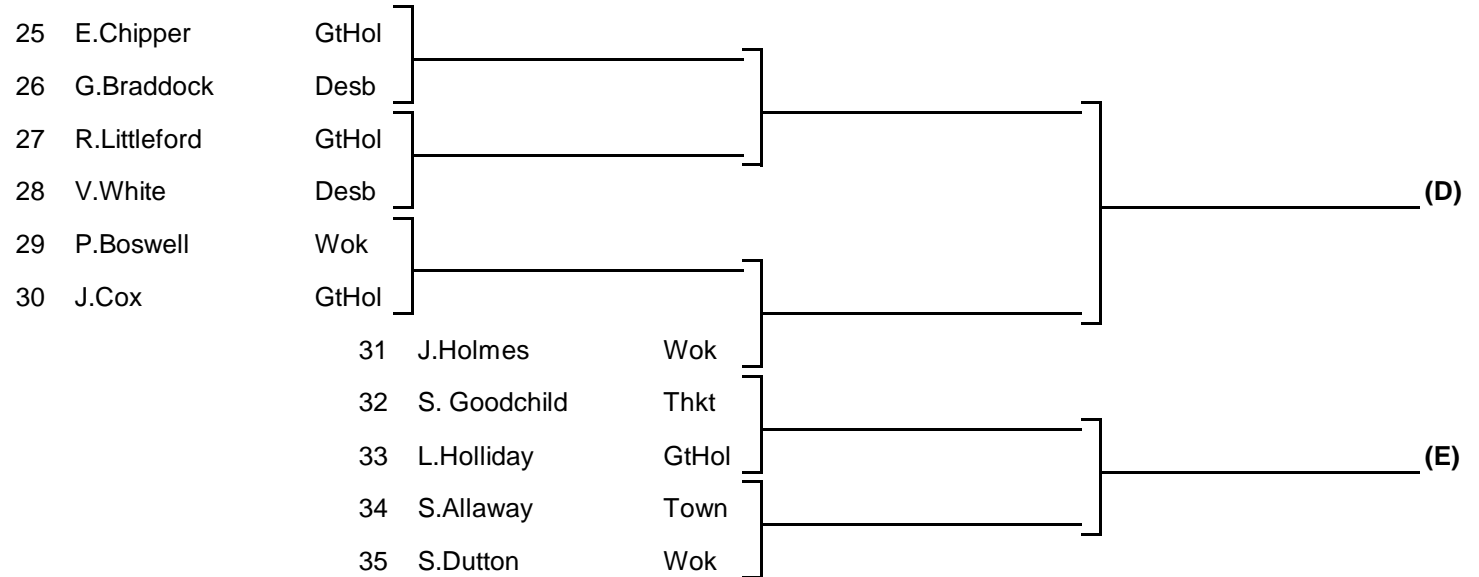 25 E.Chipper GtHol
26 G.Braddock Desb
27 R.Littleford GtHol
28 V.White Desb
(D)
29 P.Boswell Wok
30 J.Cox GtHol
31 J.Holmes Wok
32 S. Goodchild Thkt
33 L.Holliday GtHol
(E)
34 S.Allaway Town
35 S.Dutton Wok